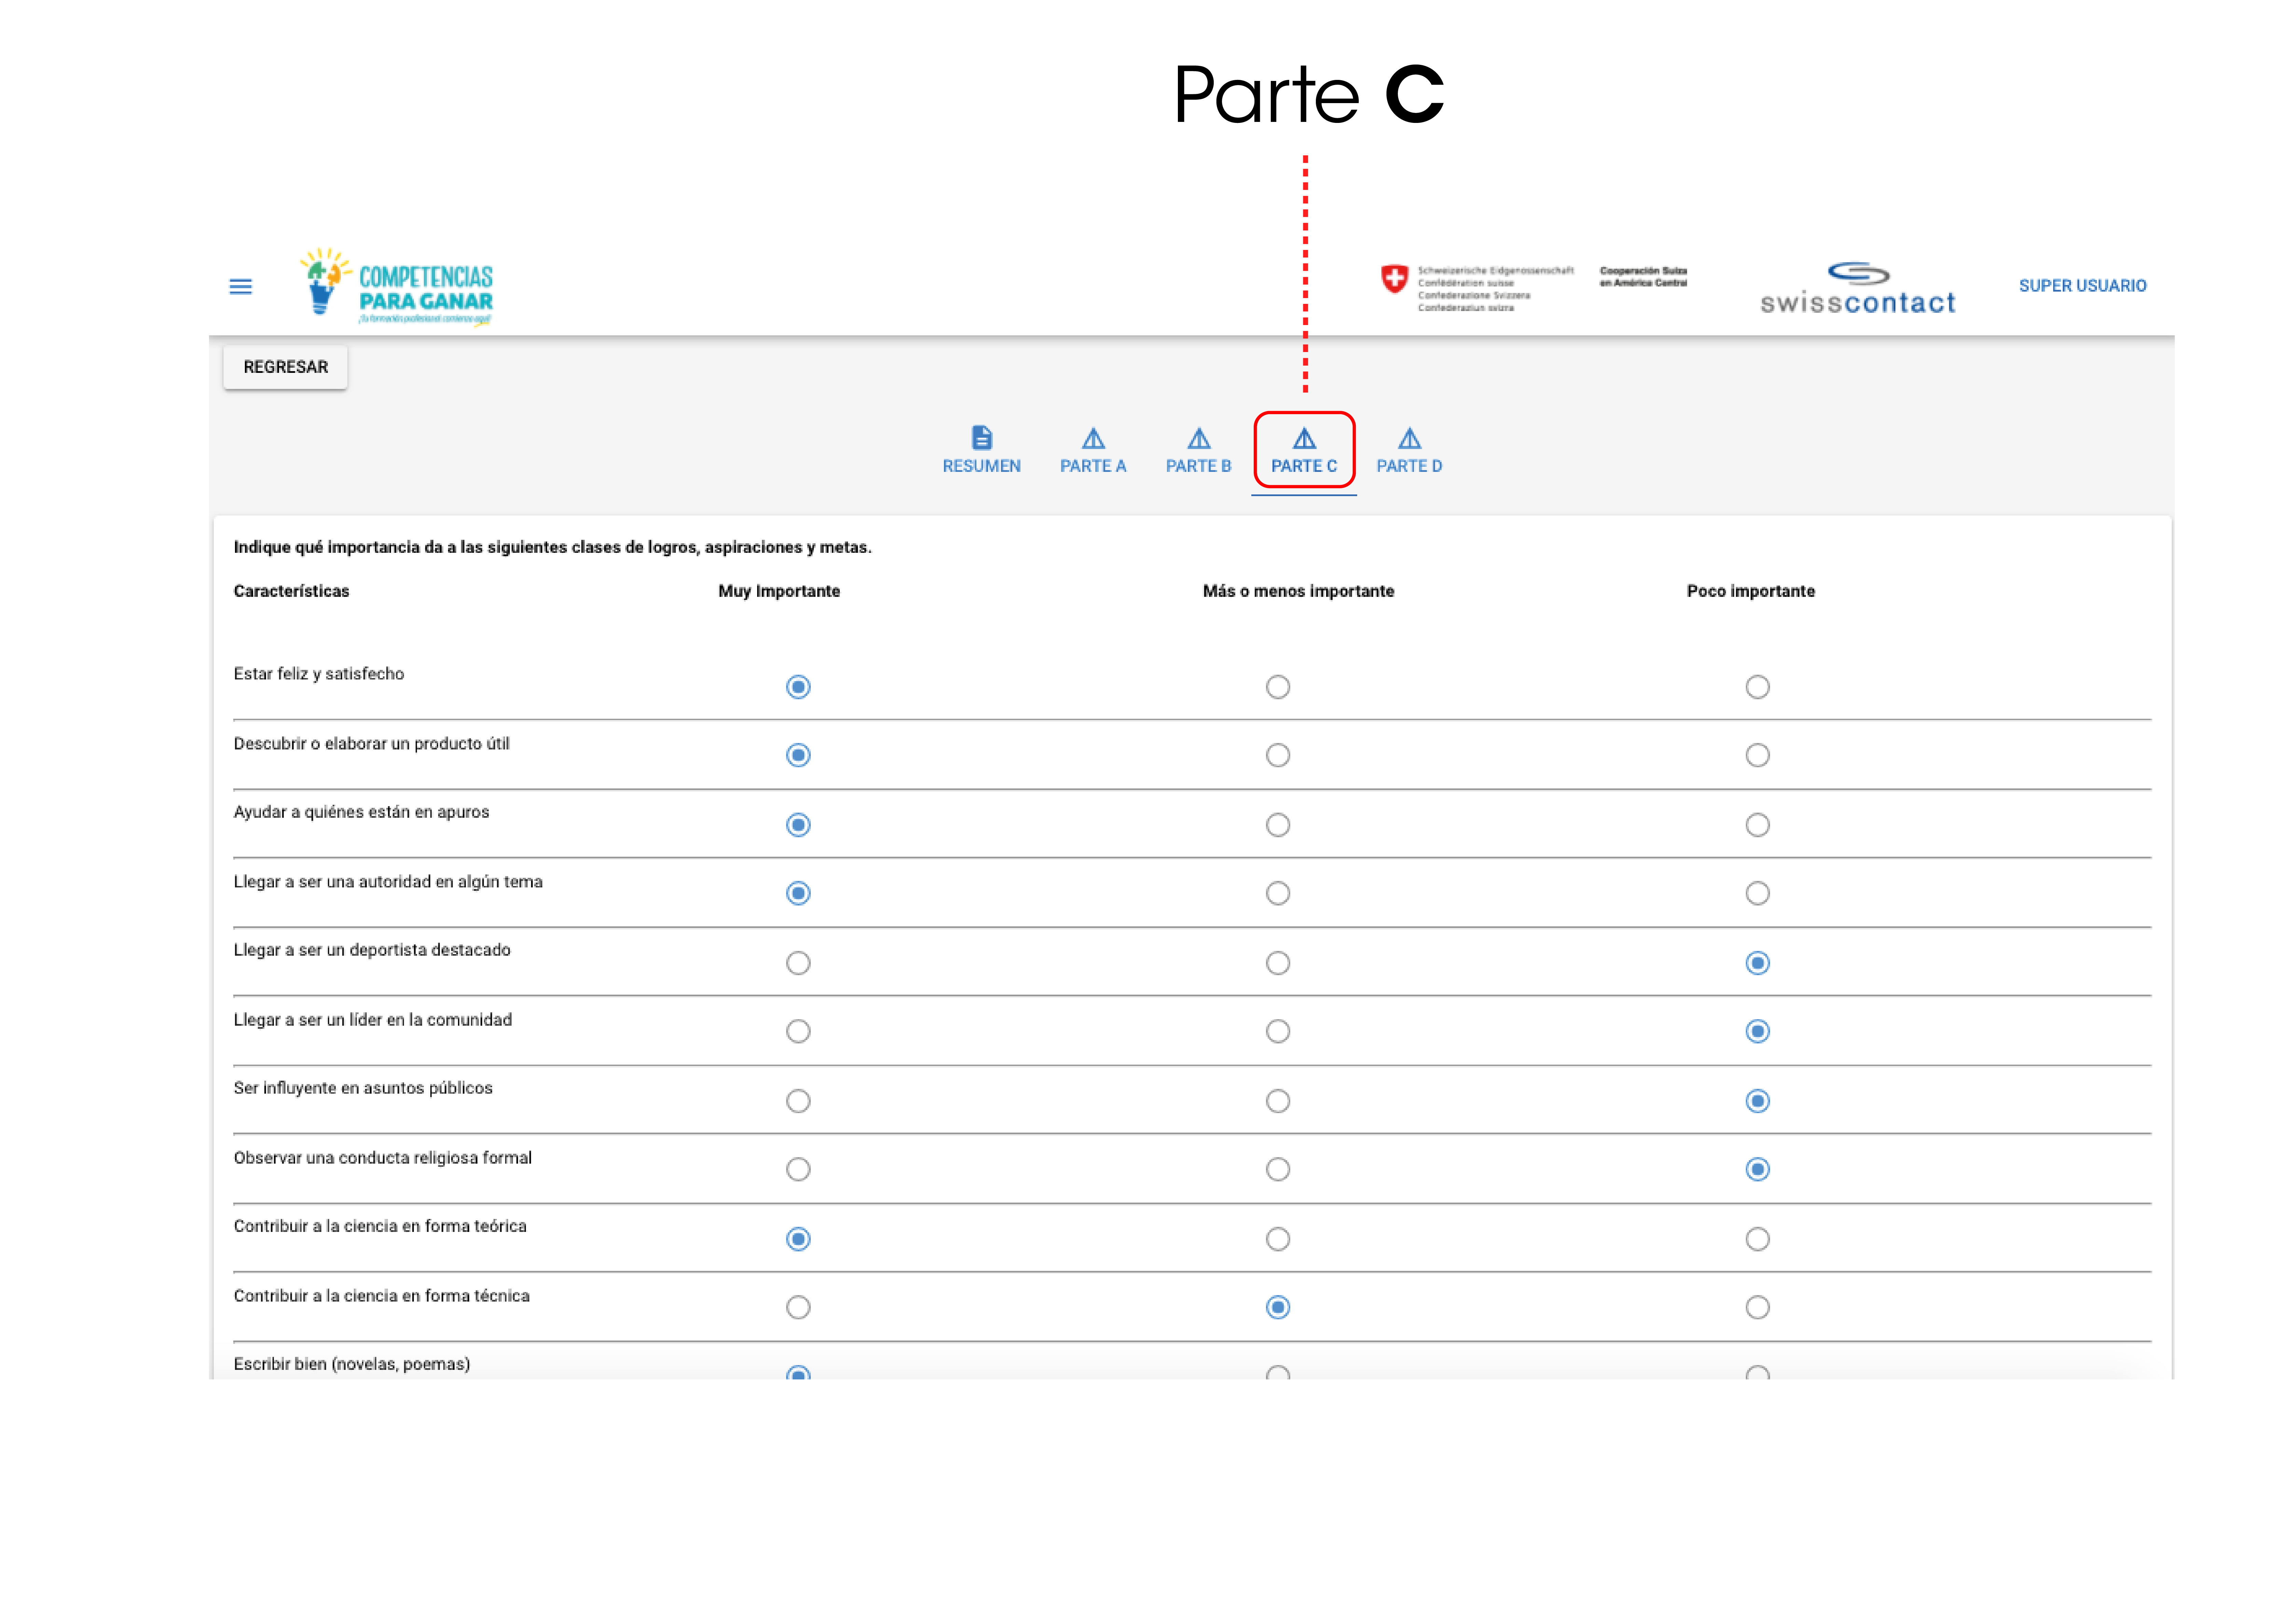 Parte C
COMPETENCIAS
PARA GANAR
¡Tu formación profesional comienza aquí!
Schweizerische Eidgenossenschaft
Confédération suisse
Confederazione Svizzera
Confederaziun svizra
Cooperación Suiza
en América Central
swisscontact
SUPER USUARIO
REGRESAR
RESUMEN
PARTE A
PARTE B
PARTE C
PARTE D
Indique qué importancia da a las siguientes clases de logros, aspiraciones y metas.
Características Muy Importante Más o menos importante Poco importante
Estar feliz y satisfecho
Descubrir o elaborar un producto útil
Ayudar a quiénes están en apuros
Llegar a ser una autoridad en algún tema
Llegar a ser un deportista destacado
Llegar a ser un líder en la comunidad
Ser influyente en asuntos públicos
Observar una conducta religiosa formal
Contribuir a la ciencia en forma teórica
Contribuir a la ciencia en forma técnica
Escribir bien (novelas, poemas)